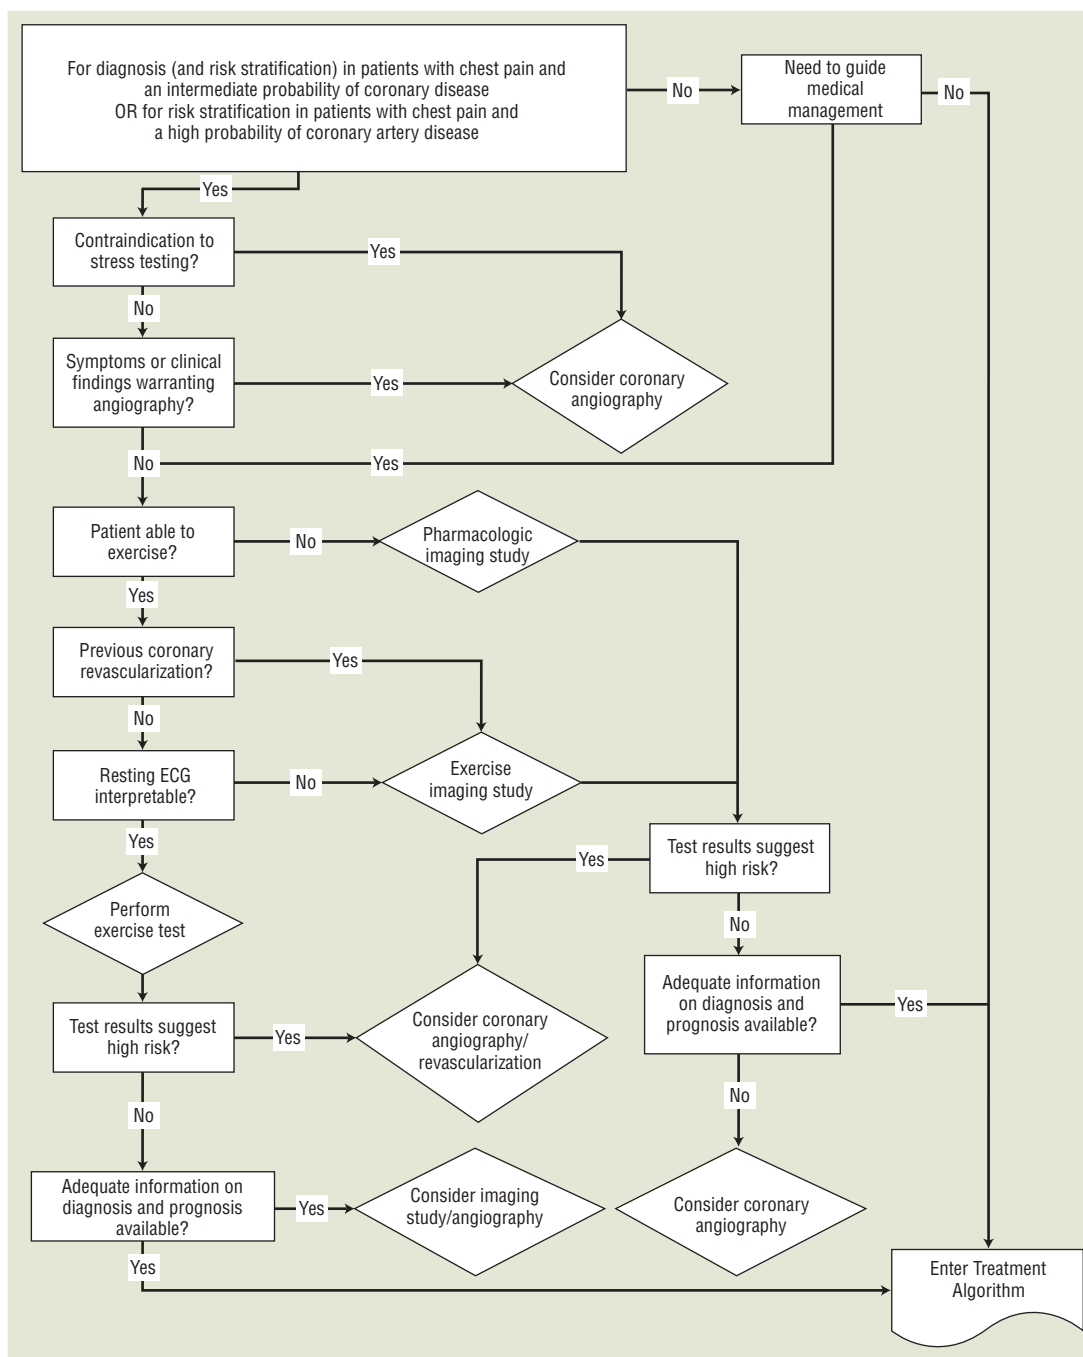 For diagnosis (and risk stratification) in patients with chest pain and
an intermediate probability of coronary disease
OR for risk stratification in patients with chest pain and
a high probability of coronary artery disease
No
Need to guide
medical
management
No
Yes
Contraindication to
stress testing?
Yes
No
Symptoms or clinical
findings warranting
angiography?
Yes
Consider coronary
angiography
No
Yes
Patient able to
exercise?
No
Pharmacologic
imaging study
Yes
Previous coronary
revascularization?
Yes
No
Resting ECG
interpretable?
No
Exercise
imaging study
Yes
Test results suggest
high risk?
Yes
No
Perform
exercise test
Adequate information
on diagnosis and
prognosis available?
Yes
Test results suggest
high risk?
Yes
Consider coronary
angiography/
revascularization
No
No
Adequate information on
diagnosis and prognosis
available?
Yes
Consider imaging
study/angiography
Consider coronary
angiography
Yes
Enter Treatment
Algorithm